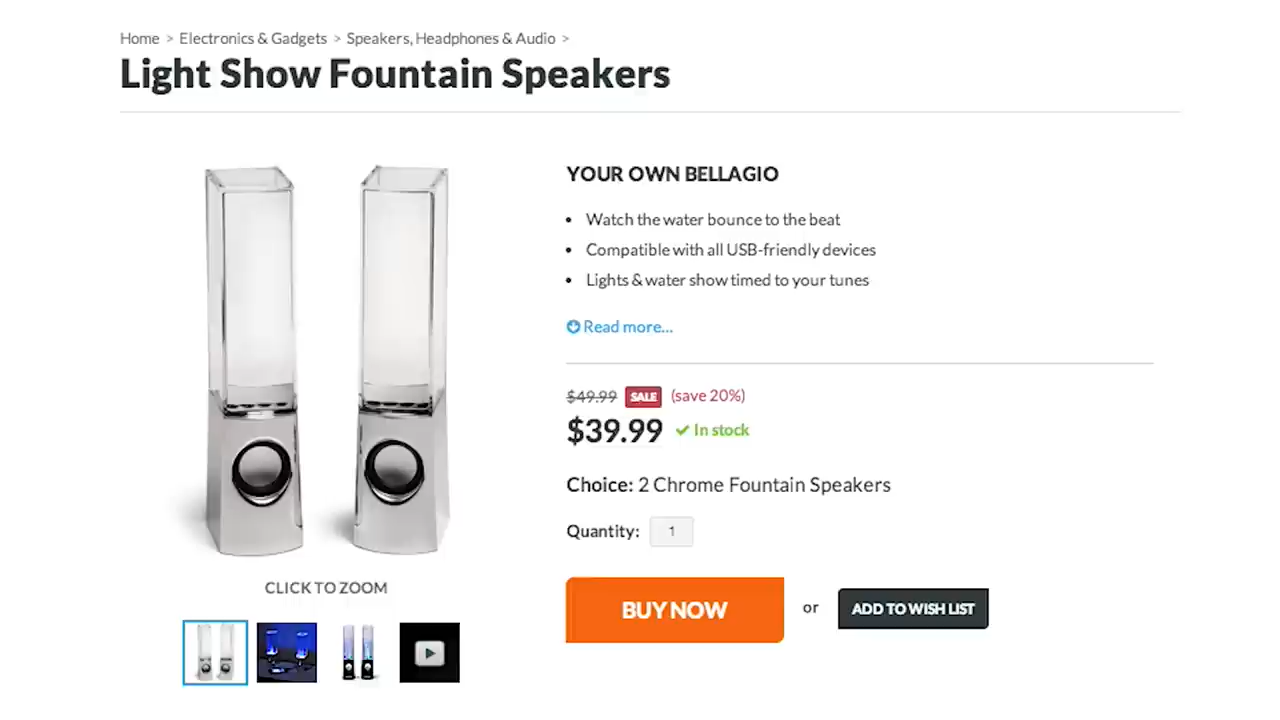 Home > Electronics & Gadgets > Speakers, Headphones & Audio >
Light Show Fountain Speakers
YOUR OWN BELLAGIO
• Watch the water bounce to the beat
• Compatible with all USB-friendly devices
• Lights & water show timed to your tunes
Read more...
$49.99 SALE (save 20%)
$39.99 In stock
Choice: 2 Chrome Fountain Speakers
Quantity: 1
CLICK TO ZOOM
BUY NOW or ADD TO WISH LIST